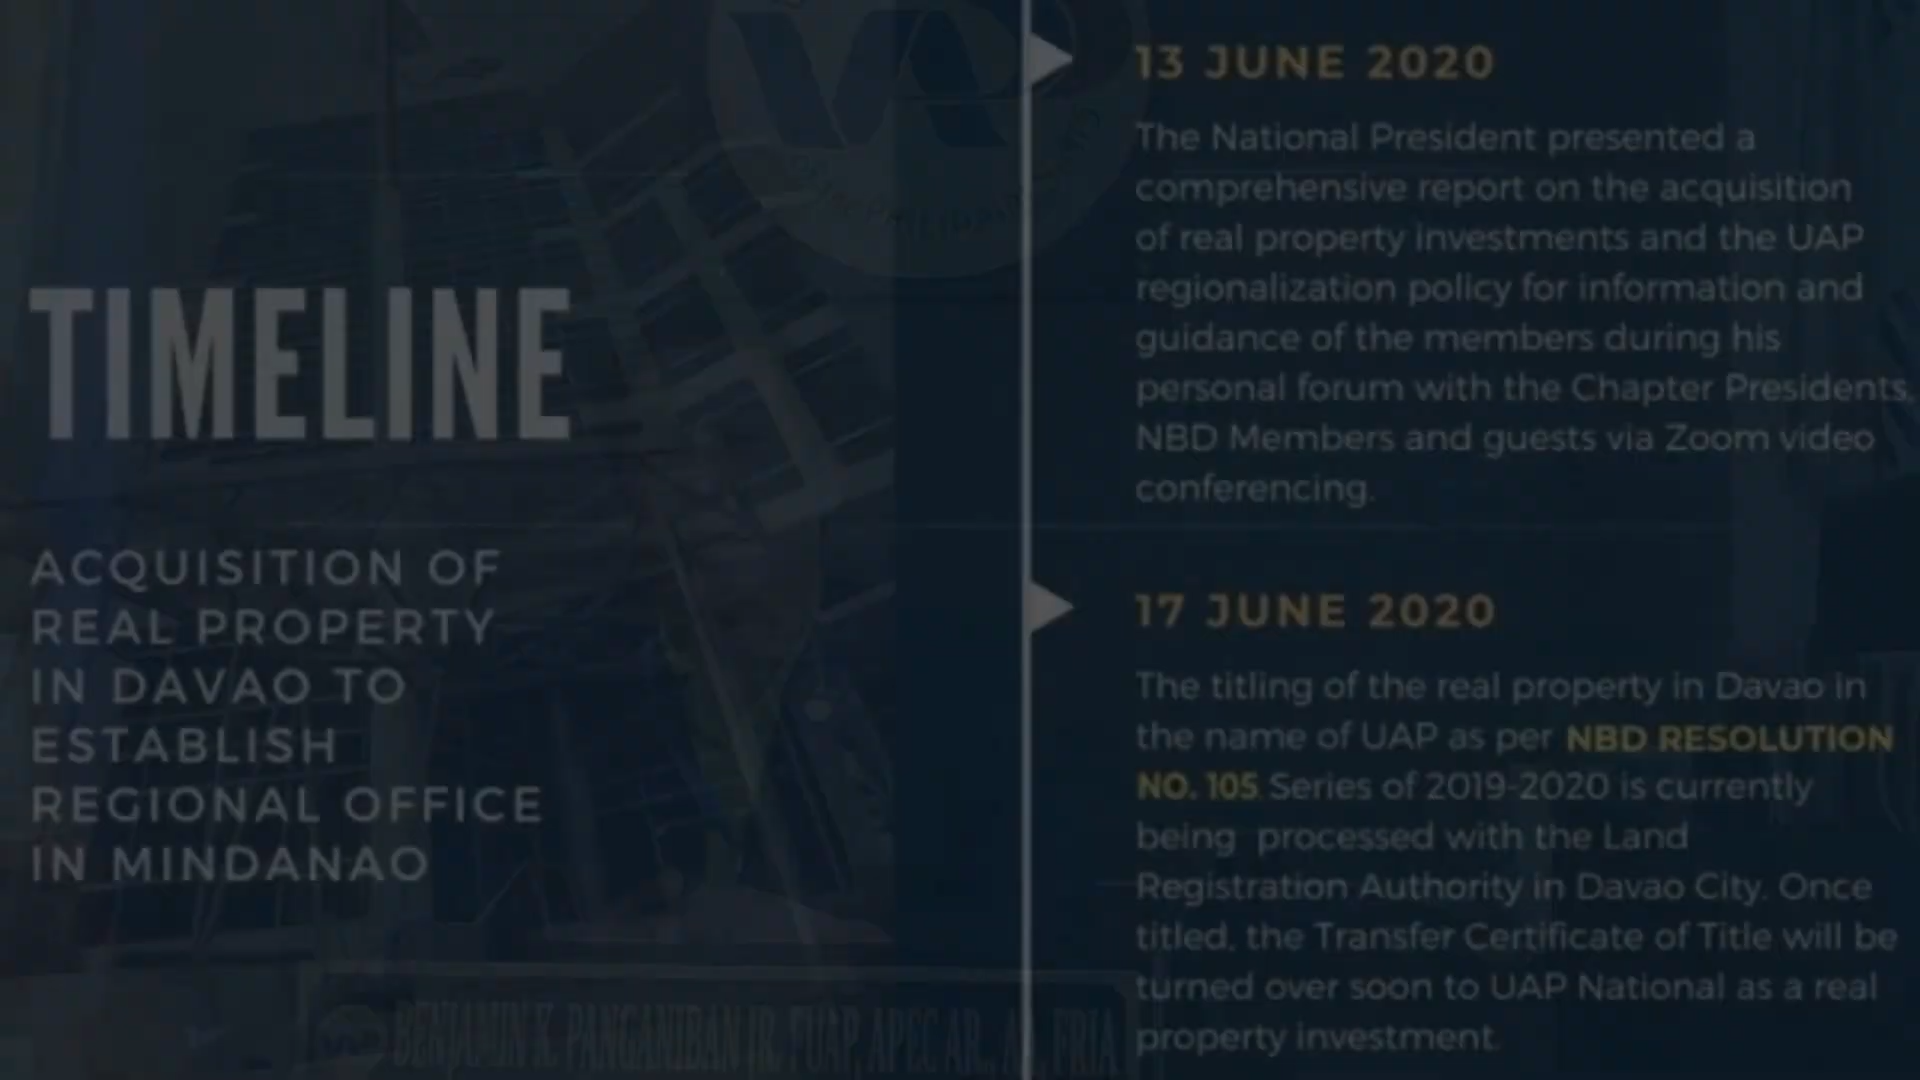 TIMELINE
ACQUISITION OF
REAL PROPERTY
IN DAVAO TO
ESTABLISH
REGIONAL OFFICE
IN MINDANAO
13 JUNE 2020
The National President presented a
comprehensive report on the acquisition
of real property investments and the UAP
regionalization policy for information and
guidance of the members during his
personal forum with the Chapter Presidents,
NBD Members and guests via Zoom video
conferencing.
17 JUNE 2020
The titling of the real property in Davao in
the name of UAP as per NBD RESOLUTION
NO. 105 Series of 2019-2020 is currently
being processed with the Land
Registration Authority in Davao City. Once
titled, the Transfer Certificate of Title will be
turned over soon to UAP National as a real
property investment.
BENJAMIN K. PANGANIBAN JR. FUAP, APEC AR.,